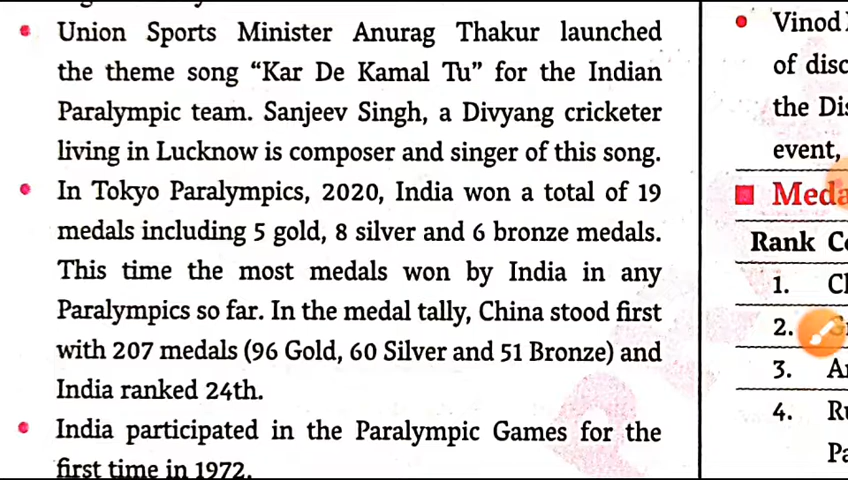 Union Sports Minister Anurag Thakur launched
the theme song “Kar De Kamal Tu” for the Indian
Paralympic team. Sanjeev Singh, a Divyang cricketer
living in Lucknow is composer and singer of this song.
In Tokyo Paralympics, 2020, India won a total of 19
medals including 5 gold, 8 silver and 6 bronze medals.
This time the most medals won by India in any
Paralympics so far. In the medal tally, China stood first
with 207 medals (96 Gold, 60 Silver and 51 Bronze) and
India ranked 24th.
India participated in the Paralympic Games for the
first time in 1972.
Vinod
of disc
the
event,
Rank
1.
2.
3.
4.